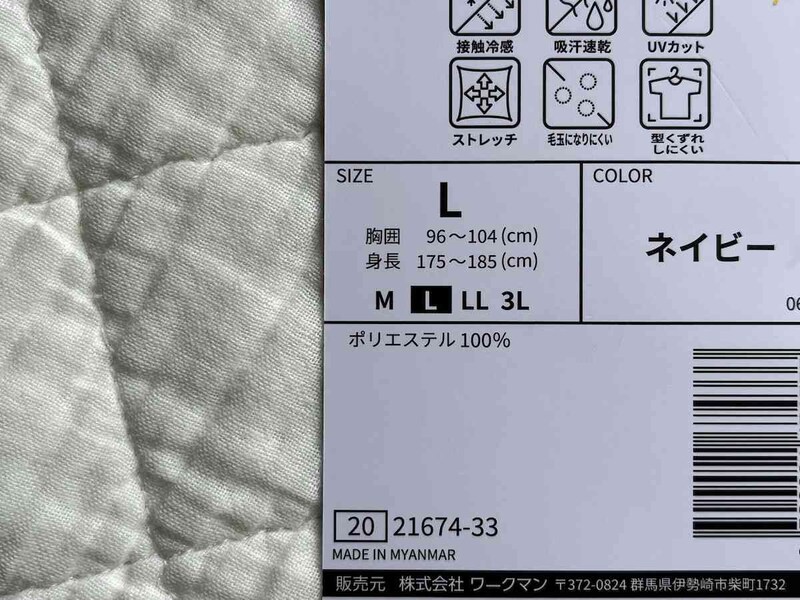 接触冷感 吸汗速乾 UVカット
ストレッチ 毛玉になりにくい 型くずれ
しにくい
SIZE COLOR
L
胸囲 96～104(cm)
身長 175～185(cm)
ネイビー
M L LL 3L
06
ポリエステル 100%
20 21674-33
MADE IN MYANMAR
販売元 株式会社 ワークマン 〒372-0824 群馬県伊勢崎市柴町1732